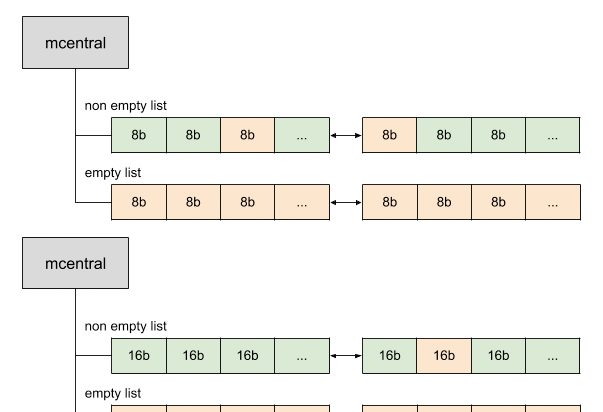 mcentral
non empty list
8b 8b 8b ... 8b 8b 8b ...
empty list
8b 8b 8b ... 8b 8b 8b ...
mcentral
non empty list
16b 16b 16b ... 16b 16b 16b ...
empty list